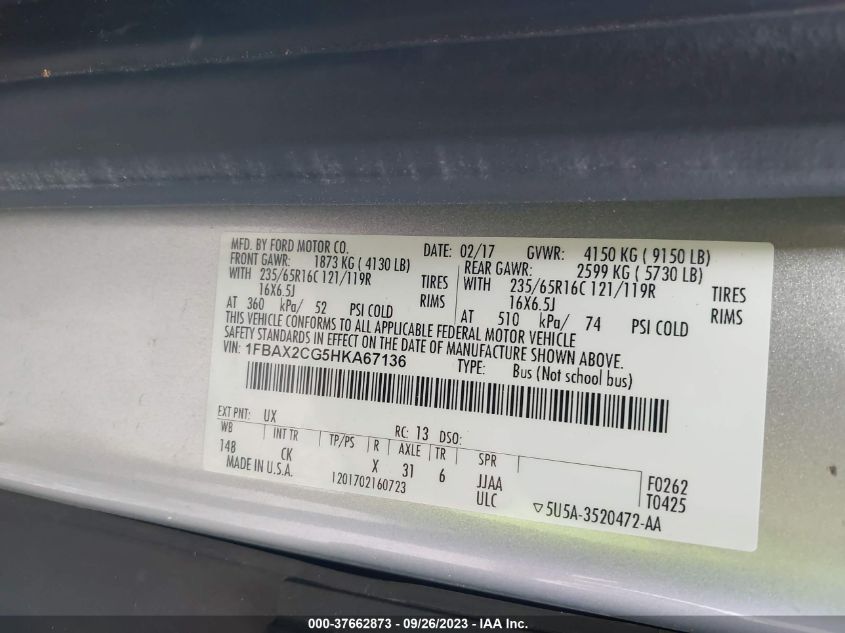 MFD. BY FORD MOTOR CO. DATE: 02/17 GVWR: 4150 KG ( 9150 LB)
FRONT GAWR: 1873 KG ( 4130 LB) REAR GAWR: 2599 KG ( 5730 LB)
WITH 235/65R16C 121/119R TIRES WITH 235/65R16C 121/119R TIRES
16X6.5J RIMS 16X6.5J RIMS
AT 360 kPa/ 52 PSI COLD AT 510 kPa/ 74 PSI COLD
THIS VEHICLE CONFORMS TO ALL APPLICABLE FEDERAL MOTOR VEHICLE
SAFETY STANDARDS IN EFFECT ON THE DATE OF MANUFACTURE SHOWN ABOVE.
VIN: 1FBAX2CG5HKA67136 TYPE: Bus (Not school bus)
EXT PNT: UX RC: 13 DSO:
WB INT TR TP/PS R AXLE TR SPR
148 CK X 31 6 JJAA F0262
MADE IN U.S.A. 1201702160723 ULC T0425
▽5U5A-3520472-AA
000-37662873 - 09/26/2023 - IAA Inc.